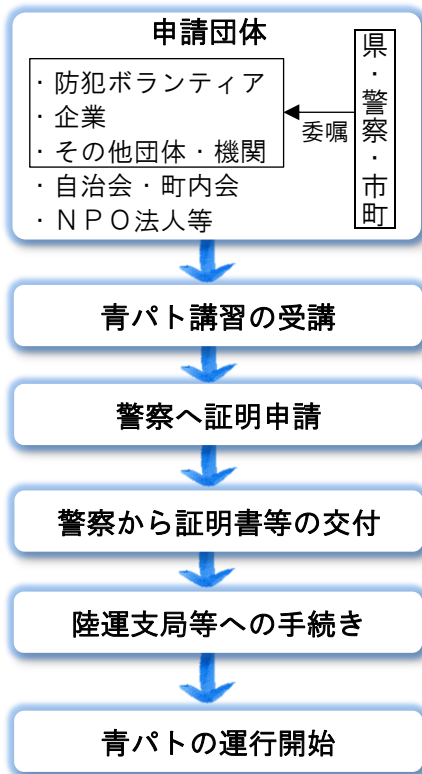 申請団体
・防犯ボランティア
・企業
・その他団体・機関
・自治会・町内会
・ＮＰＯ法人等
委嘱
県・警察・市町
青パト講習の受講
警察へ証明申請
警察から証明書等の交付
陸運支局等への手続き
青パトの運行開始